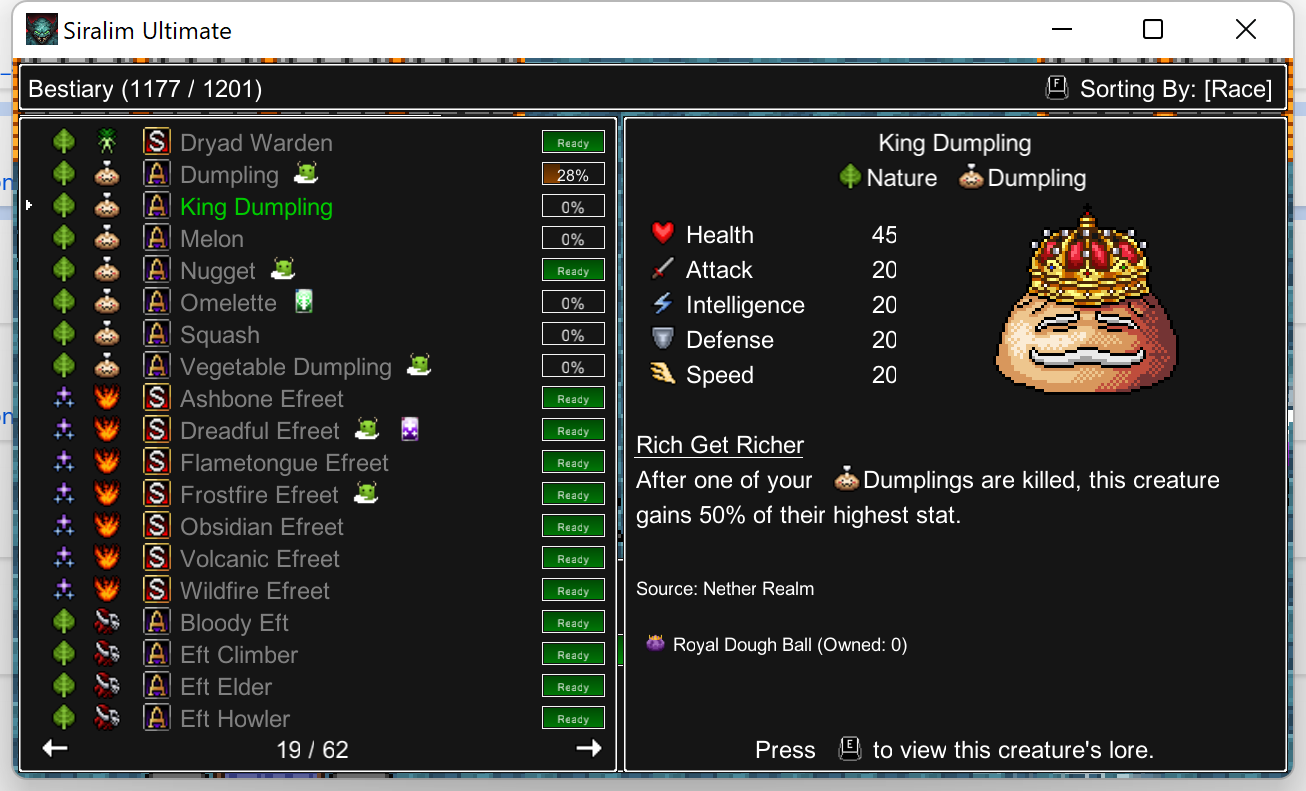 Siralim Ultimate
Bestiary (1177 / 1201)
F Sorting By: [Race]
S Dryad Warden Ready
A Dumpling 28%
A King Dumpling 0%
A Melon 0%
A Nugget Ready
A Omelette 0%
A Squash 0%
A Vegetable Dumpling 0%
S Ashbone Efreet Ready
S Dreadful Efreet Ready
S Flametongue Efreet Ready
S Frostfire Efreet Ready
S Obsidian Efreet Ready
S Volcanic Efreet Ready
S Wildfire Efreet Ready
A Bloody Eft Ready
A Eft Climber Ready
A Eft Elder Ready
A Eft Howler Ready
19 / 62
King Dumpling
Nature Dumpling
Health 45
Attack 20
Intelligence 20
Defense 20
Speed 20
Rich Get Richer
After one of your Dumplings are killed, this creature
gains 50% of their highest stat.
Source: Nether Realm
Royal Dough Ball (Owned: 0)
Press E to view this creature's lore.